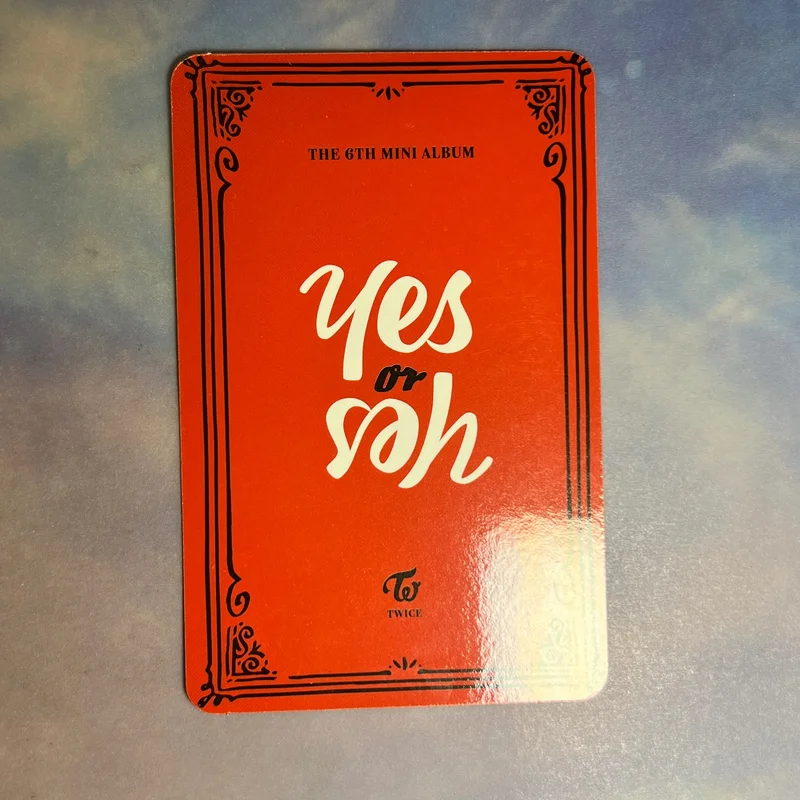 THE 6TH MINI ALBUM
yes
or
yes
TWICE